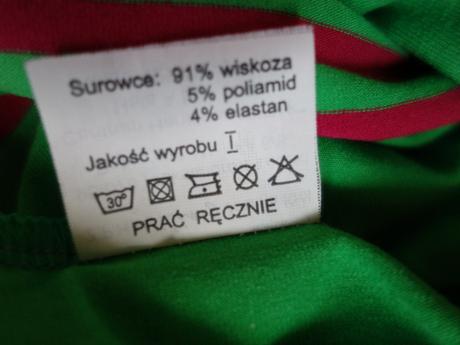 Surowce: 91% wiskoza
5% poliamid
4% elastan
Jakość wyrobu I
30°
PRAĆ RĘCZNIE